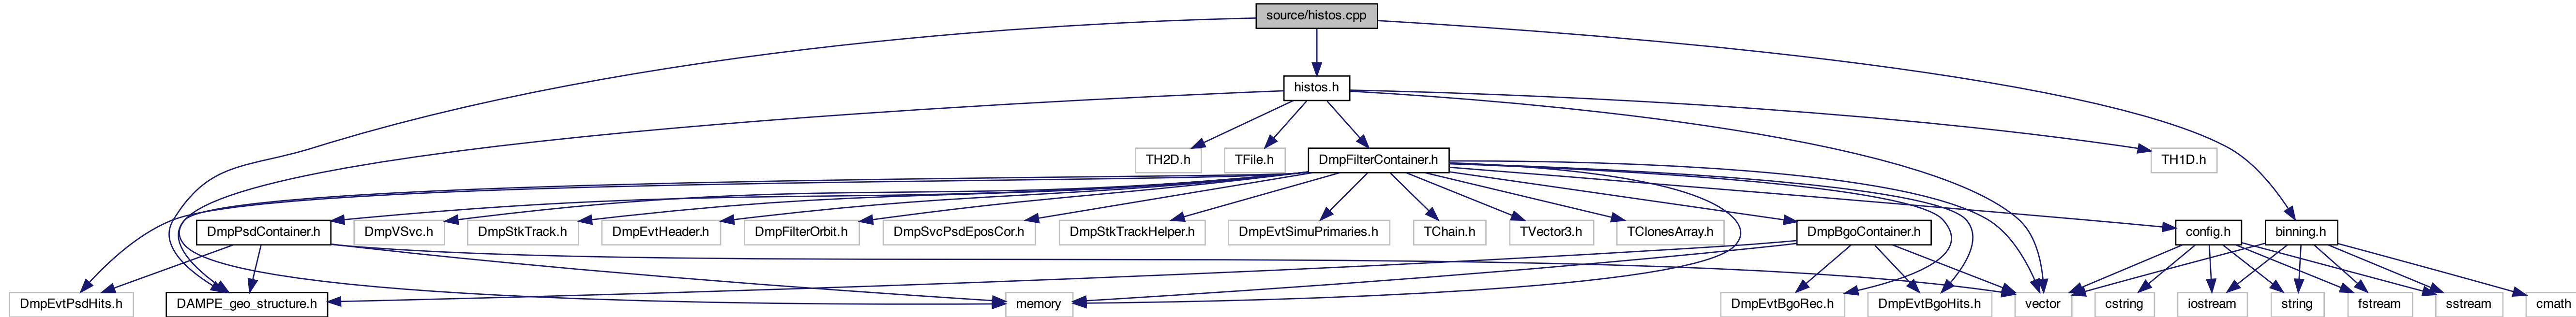 source/histos.cpp
histos.h
TH2D.h
TFile.h
DmpFilterContainer.h
TH1D.h
DmpPsdContainer.h
DmpVSvc.h
DmpStkTrack.h
DmpEvtHeader.h
DmpFilterOrbit.h
DmpSvcPsdEposCor.h
DmpStkTrackHelper.h
DmpEvtSimuPrimaries.h
TChain.h
TVector3.h
TClonesArray.h
DmpBgoContainer.h
config.h
binning.h
DmpEvtPsdHits.h
DAMPE_geo_structure.h
memory
DmpEvtBgoRec.h
DmpEvtBgoHits.h
vector
cstring
iostream
string
fstream
sstream
cmath